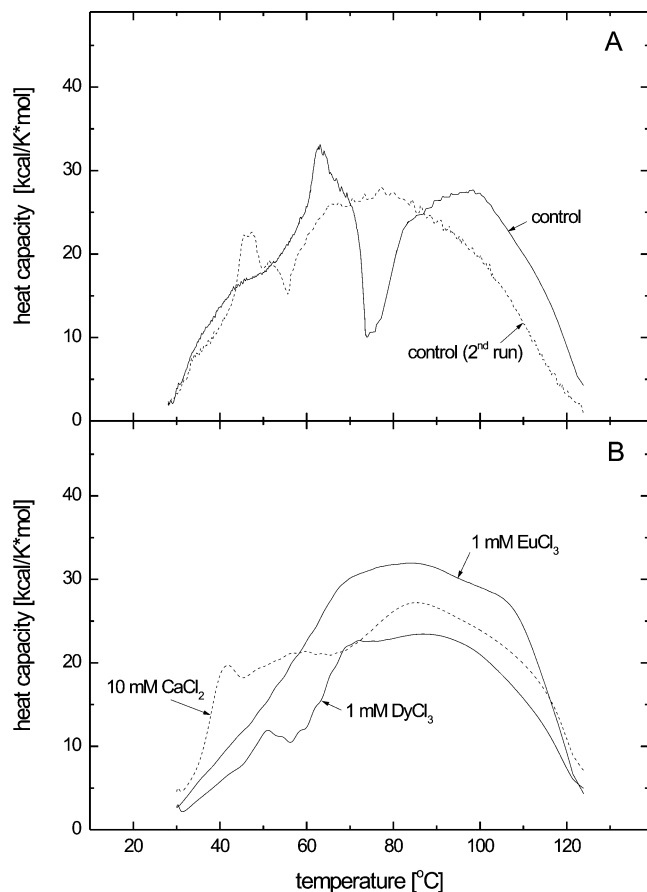 A
heat capacity [kcal/K*mol]
40
30
20
10
0
control
control (2nd run)
B
heat capacity [kcal/K*mol]
40
30
20
10
0
1 mM EuCl3
10 mM CaCl2
1 mM DyCl3
20 40 60 80 100 120
temperature [oC]